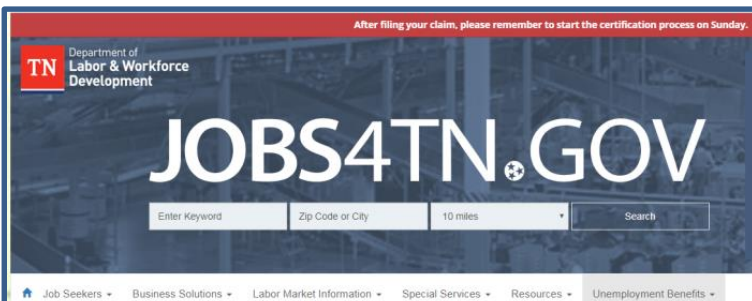 After filing your claim, please remember to start the certification process on Sunday.
TN
Department of
Labor & Workforce
Development
JOBS4TN.GOV
Enter Keyword Zip Code or City 10 miles Search
Job Seekers Business Solutions Labor Market Information Special Services Resources Unemployment Benefits